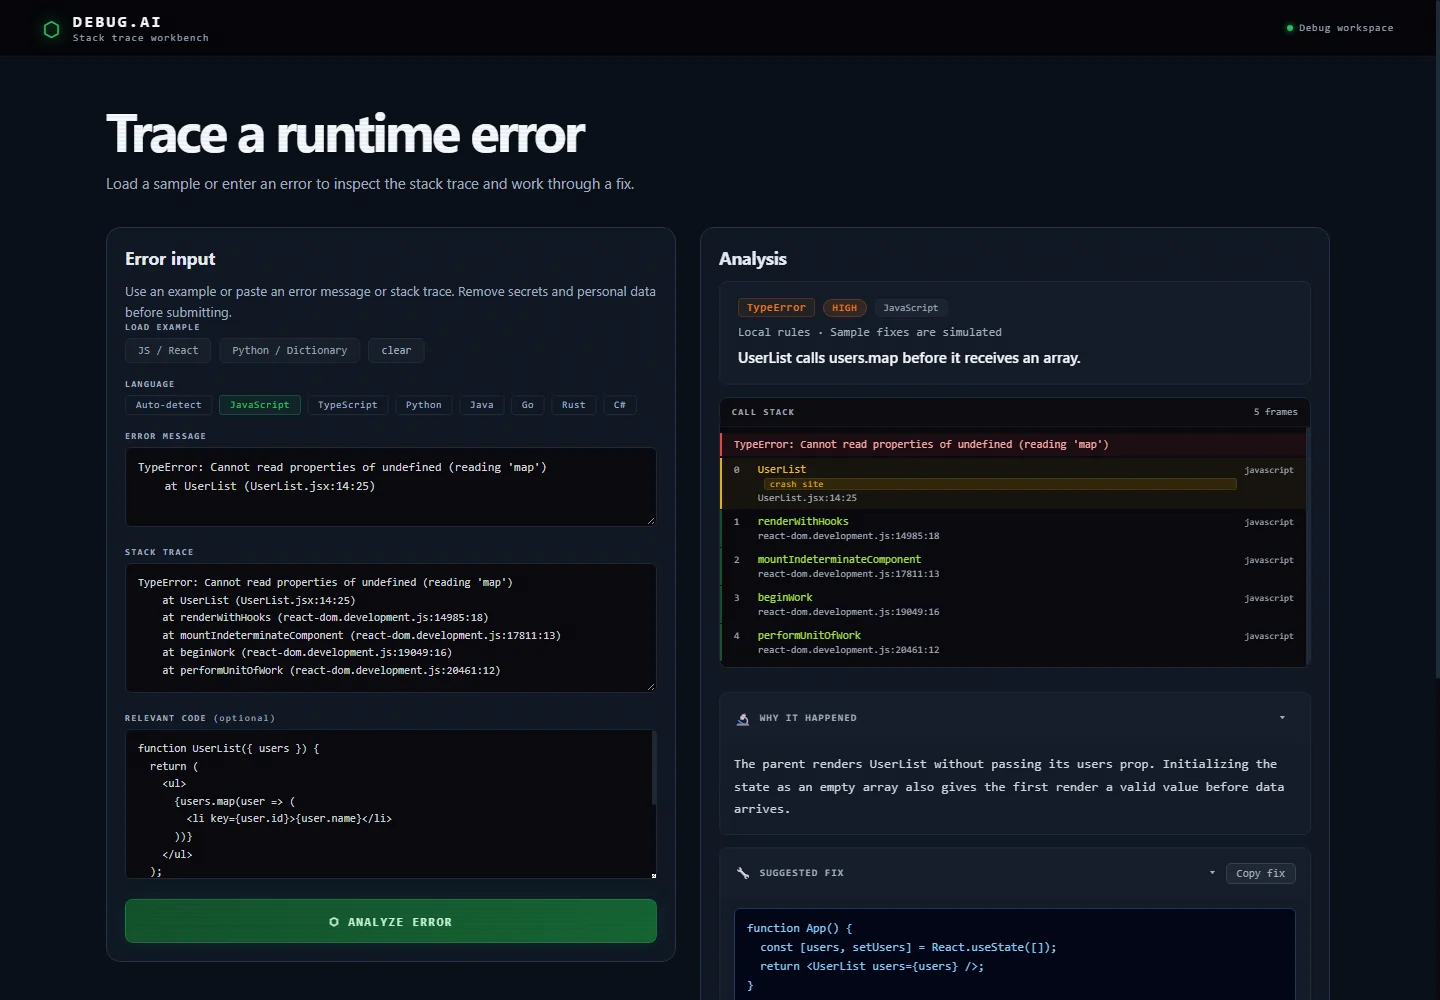 DEBUG.AI
Stack trace workbench
Debug workspace
Trace a runtime error
Load a sample or enter an error to inspect the stack trace and work through a fix.
Error input
Use an example or paste an error message or stack trace. Remove secrets and personal data
before submitting.
LOAD EXAMPLE
JS / React
Python / Dictionary
clear
LANGUAGE
Auto-detect
JavaScript
TypeScript
Python
Java
Go
Rust
C#
ERROR MESSAGE
TypeError: Cannot read properties of undefined (reading 'map')
    at UserList (UserList.jsx:14:25)
STACK TRACE
TypeError: Cannot read properties of undefined (reading 'map')
    at UserList (UserList.jsx:14:25)
    at renderWithHooks (react-dom.development.js:14985:18)
    at mountIndeterminateComponent (react-dom.development.js:17811:13)
    at beginWork (react-dom.development.js:19049:16)
    at performUnitOfWork (react-dom.development.js:20461:12)
RELEVANT CODE (optional)
function UserList({ users }) {
  return (
    <ul>
      {users.map(user => (
        <li key={user.id}>{user.name}</li>
      ))}
    </ul>
  );
ANALYZE ERROR
Analysis
TypeError
HIGH
JavaScript
Local rules · Sample fixes are simulated
UserList calls users.map before it receives an array.
CALL STACK
5 frames
TypeError: Cannot read properties of undefined (reading 'map')
0 UserList javascript
crash site
UserList.jsx:14:25
1 renderWithHooks javascript
react-dom.development.js:14985:18
2 mountIndeterminateComponent javascript
react-dom.development.js:17811:13
3 beginWork javascript
react-dom.development.js:19049:16
4 performUnitOfWork javascript
react-dom.development.js:20461:12
WHY IT HAPPENED
The parent renders UserList without passing its users prop. Initializing the
state as an empty array also gives the first render a valid value before data
arrives.
SUGGESTED FIX
Copy fix
function App() {
  const [users, setUsers] = React.useState([]);
  return <UserList users={users} />;
}